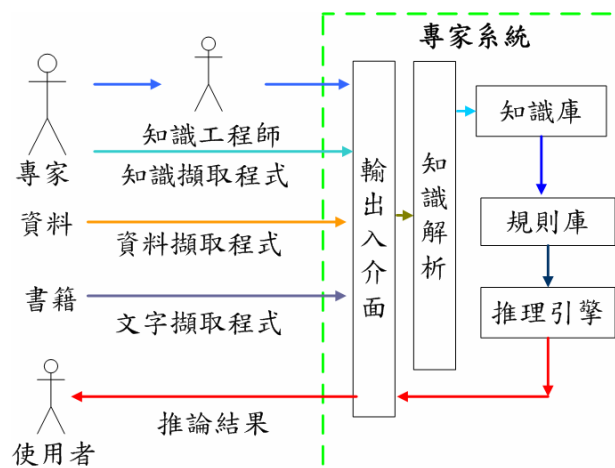 專家系統
知識工程師
專家
知識擷取程式
資料
資料擷取程式
書籍
文字擷取程式
推論結果
使用者
輸出入介面
知識解析
知識庫
規則庫
推理引擎